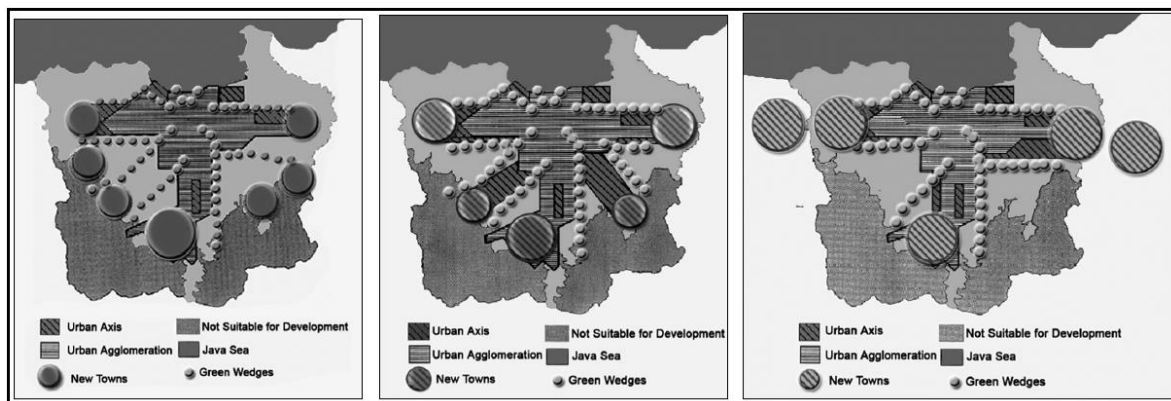 Urban Axis
Not Suitable for Development
Urban Agglomeration
Java Sea
New Towns
Green Wedges
Urban Axis
Not Suitable for Development
Urban Agglomeration
Java Sea
New Towns
Green Wedges
Urban Axis
Not Suitable for Development
Urban Agglomeration
Java Sea
New Towns
Green Wedges